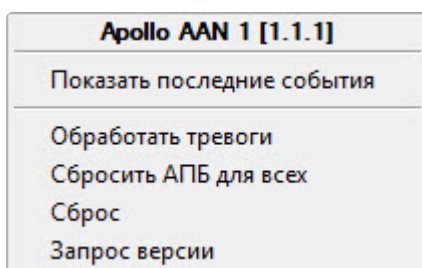 Apollo AAN 1 [1.1.1]
Показать последние события
Обработать тревоги
Сбросить АПБ для всех
Сброс
Запрос версии